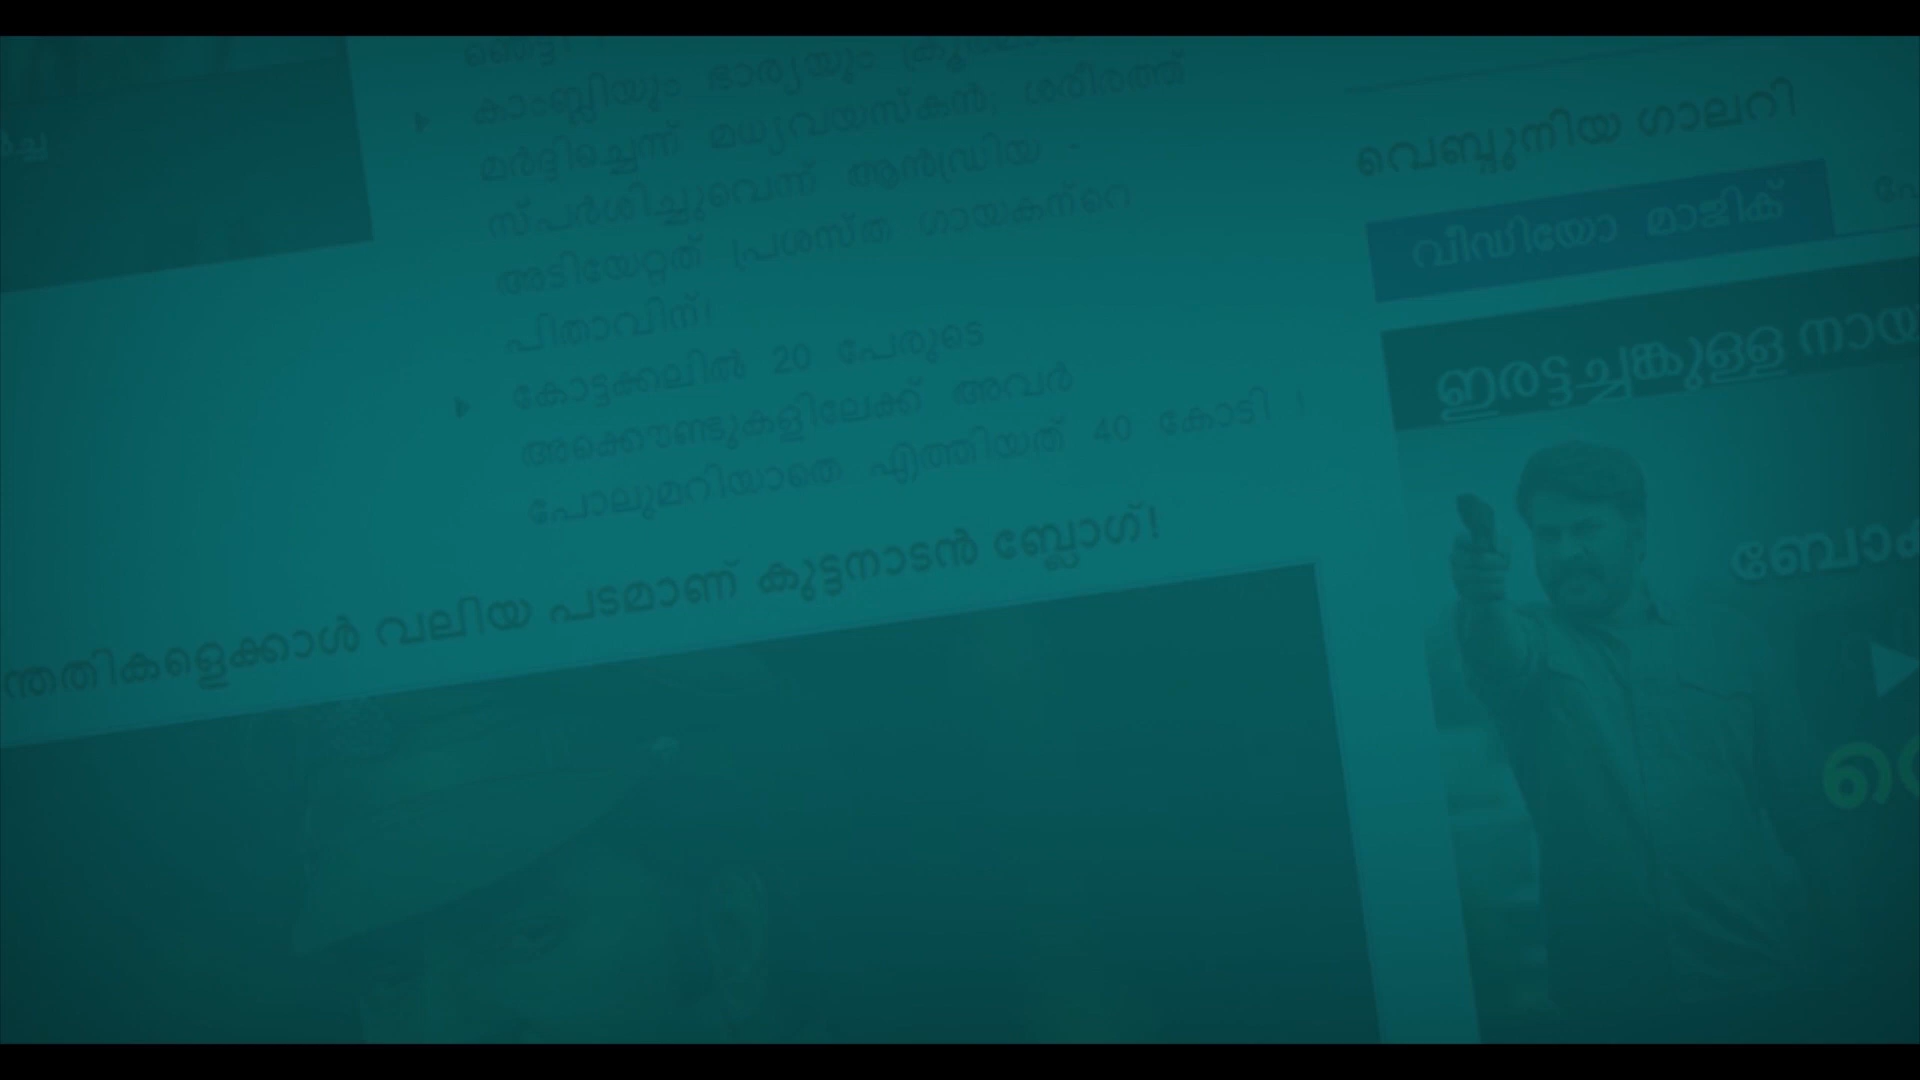 ർച്ച
കാംബ്ലിയും ഭാര്യയും
മർദ്ദിച്ചെന്ന് മധ്യവയസ്കൻ; ശരീരത്ത്
സ്പർശിച്ചുവെന്ന് ആൻഡ്രിയ -
അടിയേറ്റത് പ്രശസ്ത ഗായകന്റെ
പിതാവിന്!
കോട്ടക്കലിൽ 20 പേരുടെ
അക്കൌണ്ടുകളിലേക്ക് അവർ
പോലുമറിയാതെ എത്തിയത് 40 കോടി !
ന്തതികളെക്കാൾ വലിയ പടമാണ് കുട്ടനാടൻ ബ്ലോഗ്!
വെബ്ദുനിയ ഗാലറി
വീഡിയോ മാജിക്
ഇരട്ടച്ചങ്കുള്ള നായ
ബോക